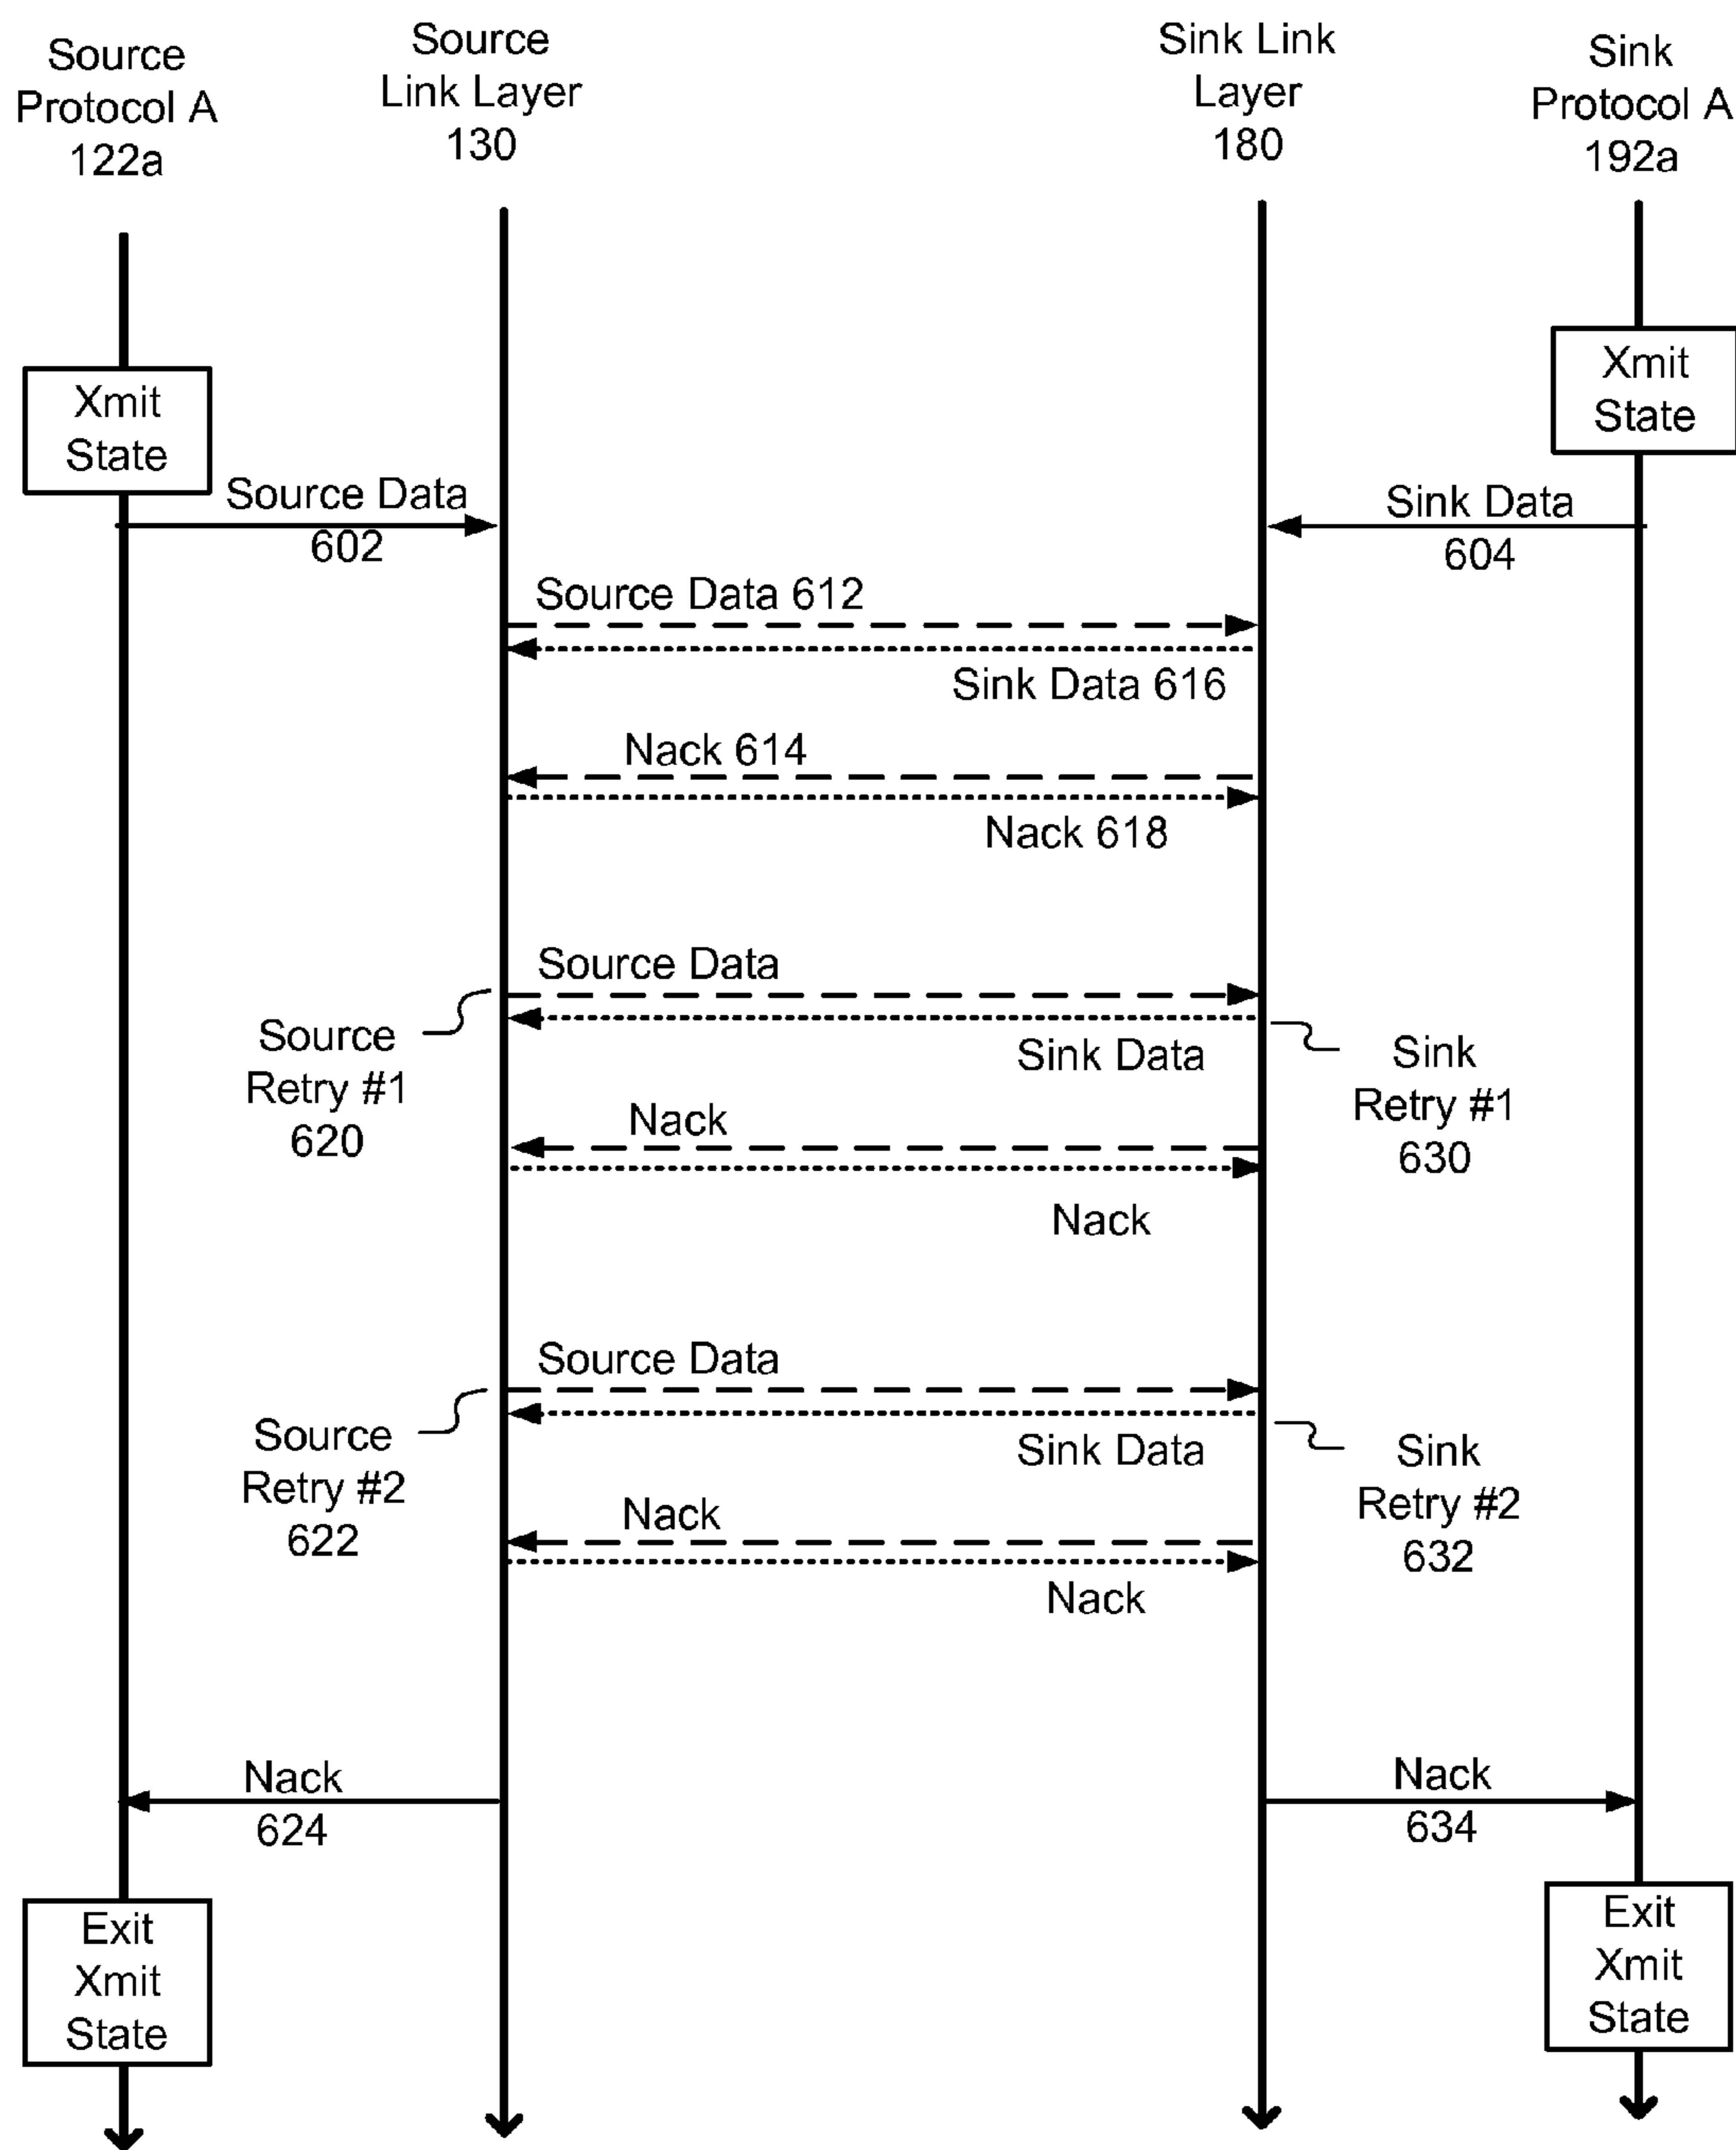 Source
Protocol A
122a
Source
Link Layer
130
Sink Link
Layer
180
Sink
Protocol A
192a
Xmit
State
Xmit
State
Source Data
602
Sink Data
604
Source Data 612
Sink Data 616
Nack 614
Nack 618
Source Data
Sink Data
Source
Retry #1
620
Sink
Retry #1
630
Nack
Nack
Source Data
Sink Data
Source
Retry #2
622
Sink
Retry #2
632
Nack
Nack
Nack
624
Nack
634
Exit
Xmit
State
Exit
Xmit
State